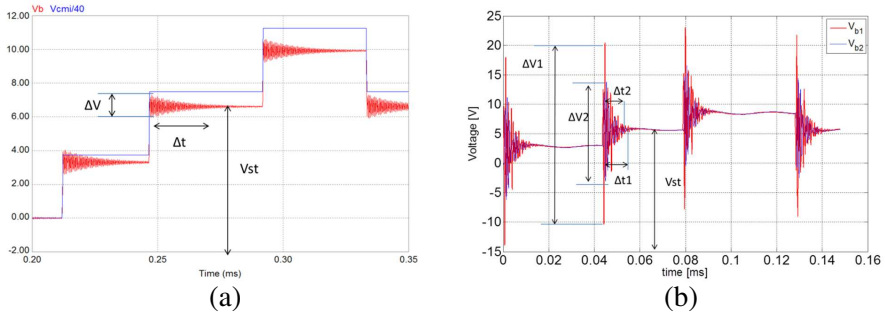 Vb Vcmi/40
12.00
10.00
8.00
6.00
4.00
2.00
0.00
-2.00
ΔV
Δt
Vst
0.20
0.25
0.30
0.35
Time (ms)
(a)
25
20
15
10
5
0
-5
-10
-15
Voltage [V]
ΔV1
ΔV2
Δt2
Δt1
Vst
Vb1
Vb2
0
0.02
0.04
0.06
0.08
0.1
0.12
0.14
0.16
time [ms]
(b)